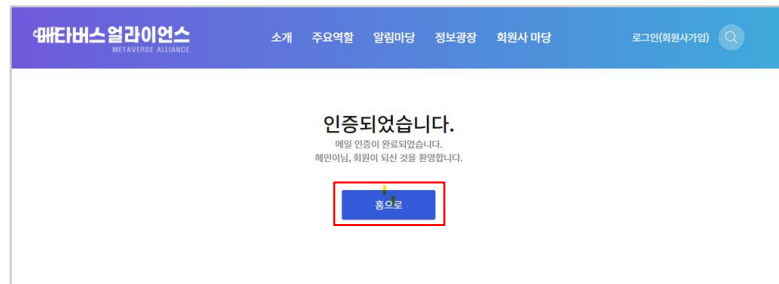 메타버스 얼라이언스
METAVERSE ALLIANCE
소개 주요역할 알림마당 정보광장 회원사 마당 로그인(회원사가입)
인증되었습니다.
메일 인증이 완료되었습니다.
헤민이님, 회원이 되신 것을 환영합니다.
홈으로